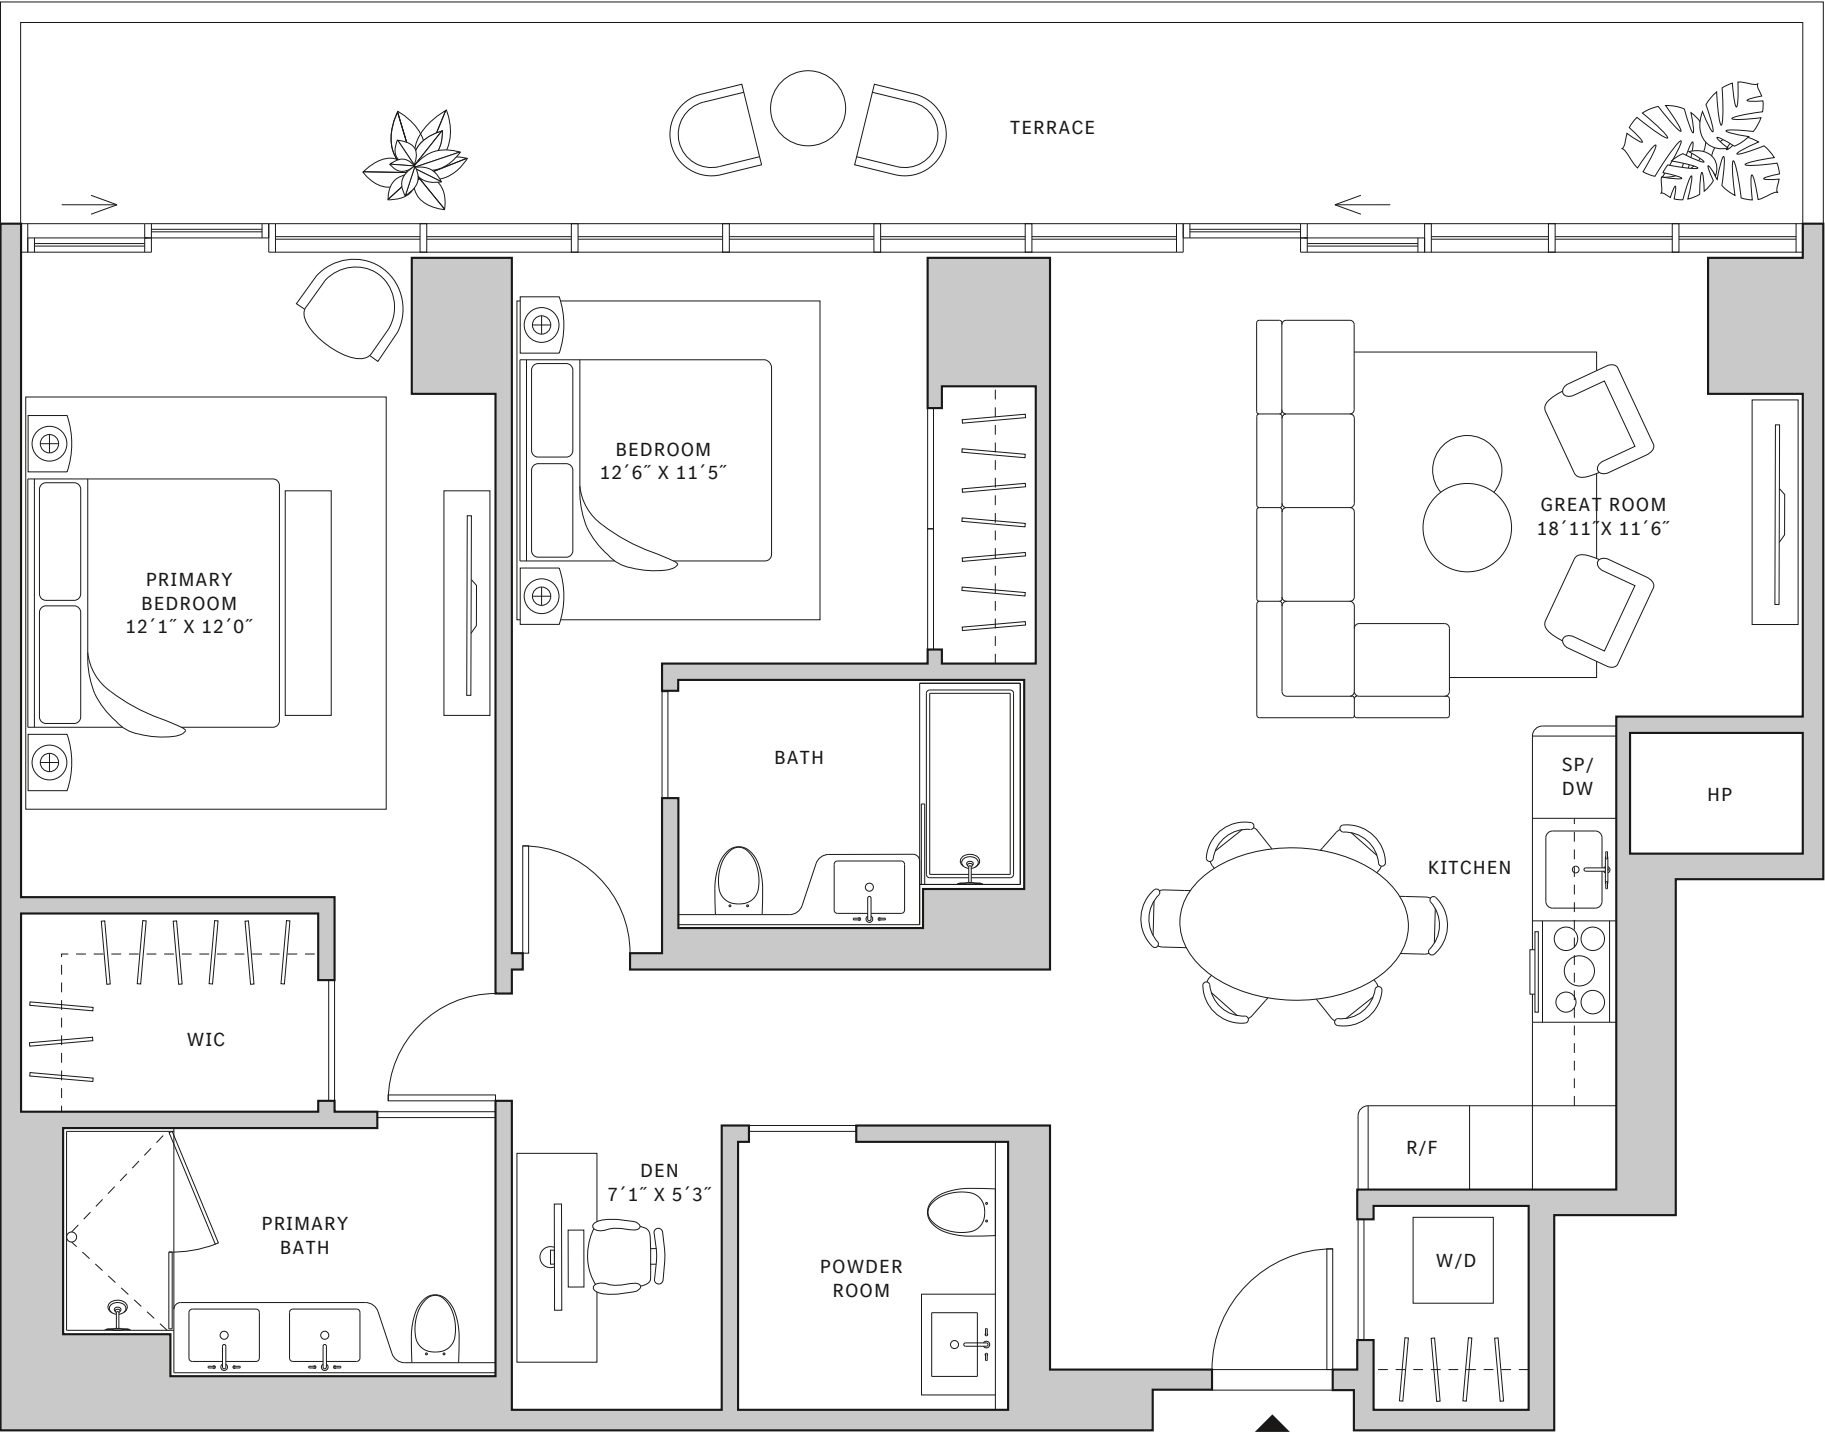 TERRACE
BEDROOM
12´6˝ X 11´5˝
GREAT ROOM
18´11˝X 11´6˝
PRIMARY
BEDROOM
12´1˝ X 12´0˝
BATH
SP/
DW
HP
KITCHEN
WIC
R/F
DEN
7´1˝ X 5´3˝
PRIMARY
BATH
POWDER
ROOM
W/D